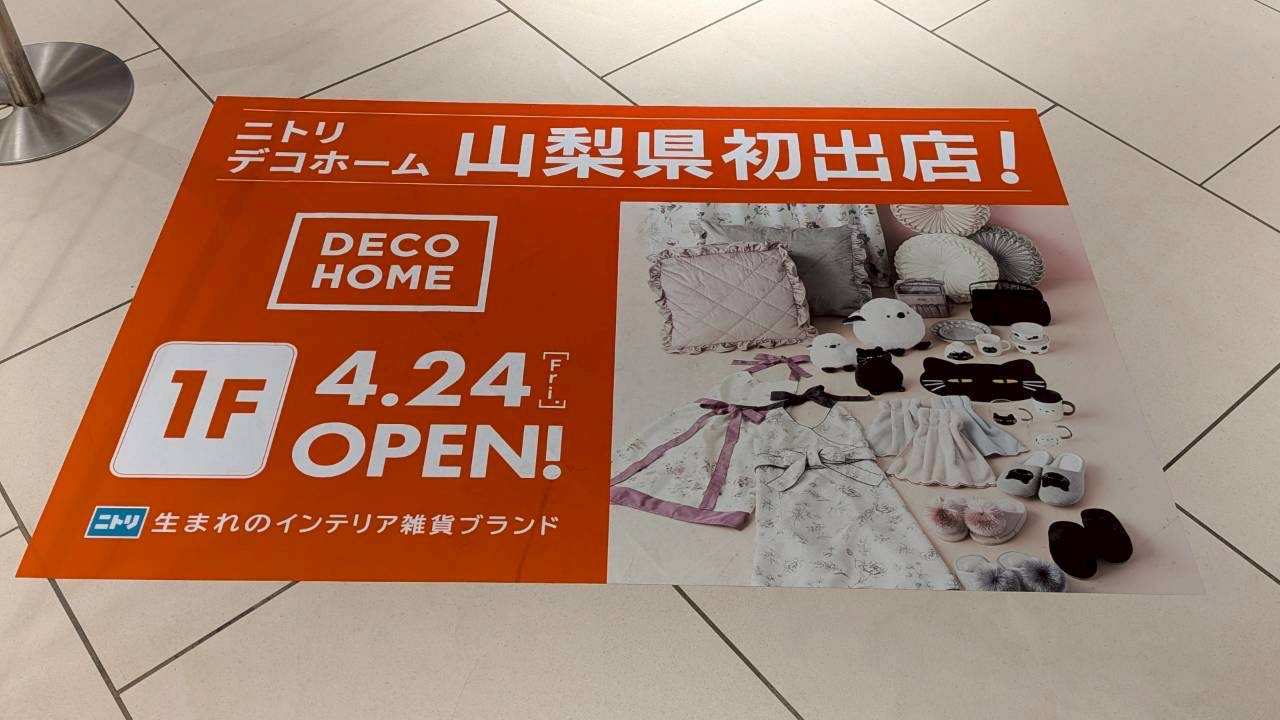 ニトリ
デコホーム
山梨県初出店!
DECO
HOME
1F
4.24
[Fri.]
OPEN!
ニトリ 生まれのインテリア雑貨ブランド